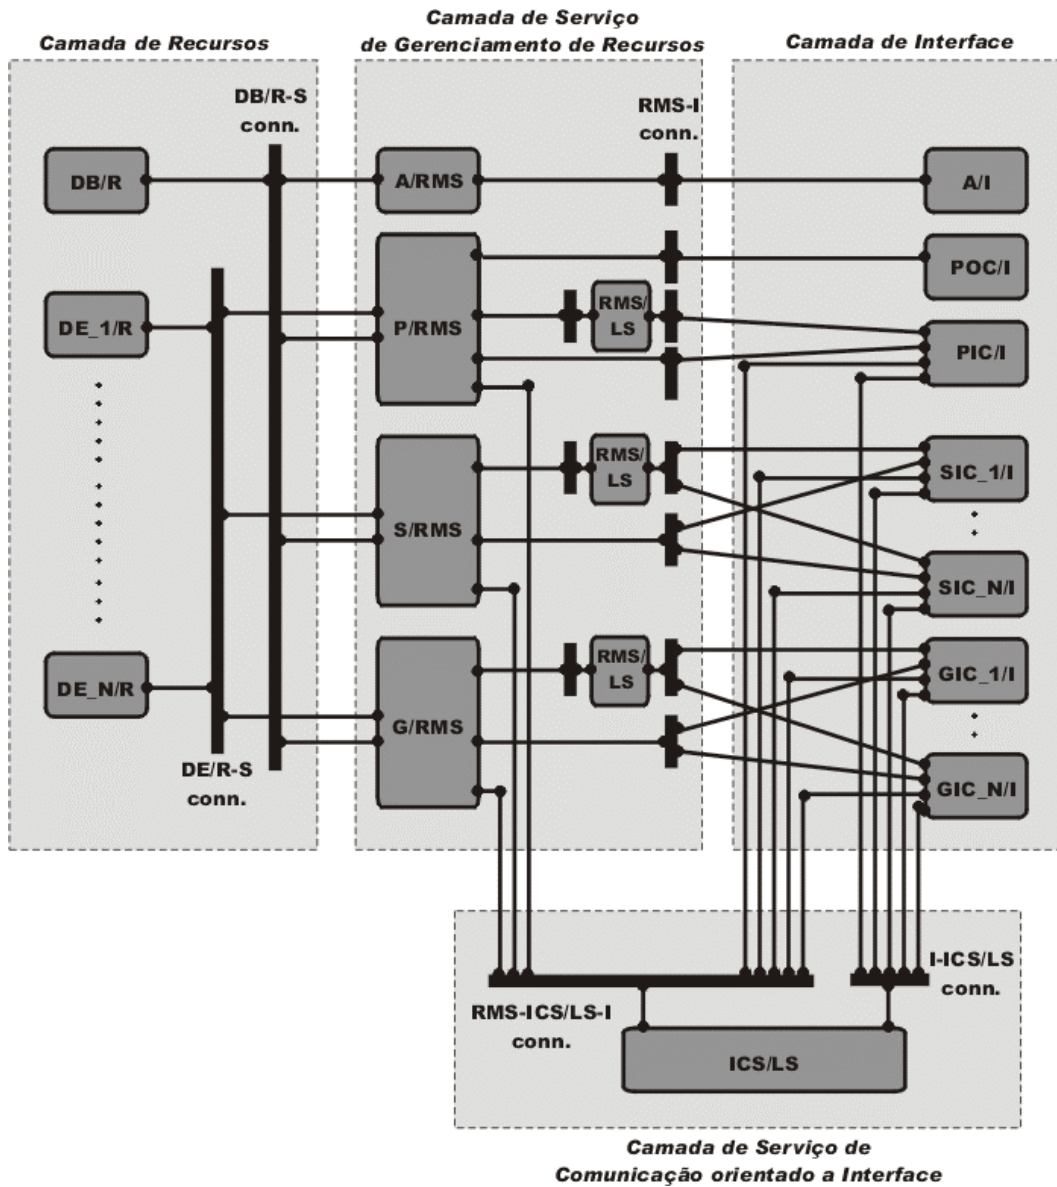 Camada de Recursos
Camada de Serviço
de Gerenciamento de Recursos
Camada de Interface
DB/R-S
conn.
RMS-I
conn.
DB/R
A/RMS
A/I
POC/I
DE_1/R
P/RMS
RMS/
LS
PIC/I
S/RMS
RMS/
LS
SIC_1/I
SIC_N/I
DE_N/R
G/RMS
RMS/
LS
GIC_1/I
GIC_N/I
DE/R-S
conn.
RMS-ICS/LS-I
conn.
I-ICS/LS
conn.
ICS/LS
Camada de Serviço de
Comunicação orientado a Interface